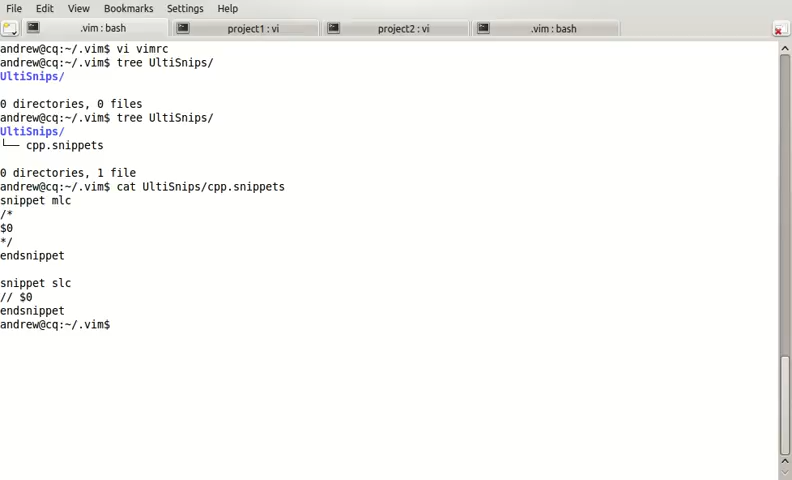 File Edit View Bookmarks Settings Help
.vim : bash project1 : vi project2 : vi .vim : bash
andrew@cq:~/.vim$ vi vimrc
andrew@cq:~/.vim$ tree UltiSnips/
UltiSnips/

0 directories, 0 files
andrew@cq:~/.vim$ tree UltiSnips/
UltiSnips/
└── cpp.snippets

0 directories, 1 file
andrew@cq:~/.vim$ cat UltiSnips/cpp.snippets
snippet mlc
/*
$0
*/
endsnippet

snippet slc
// $0
endsnippet
andrew@cq:~/.vim$